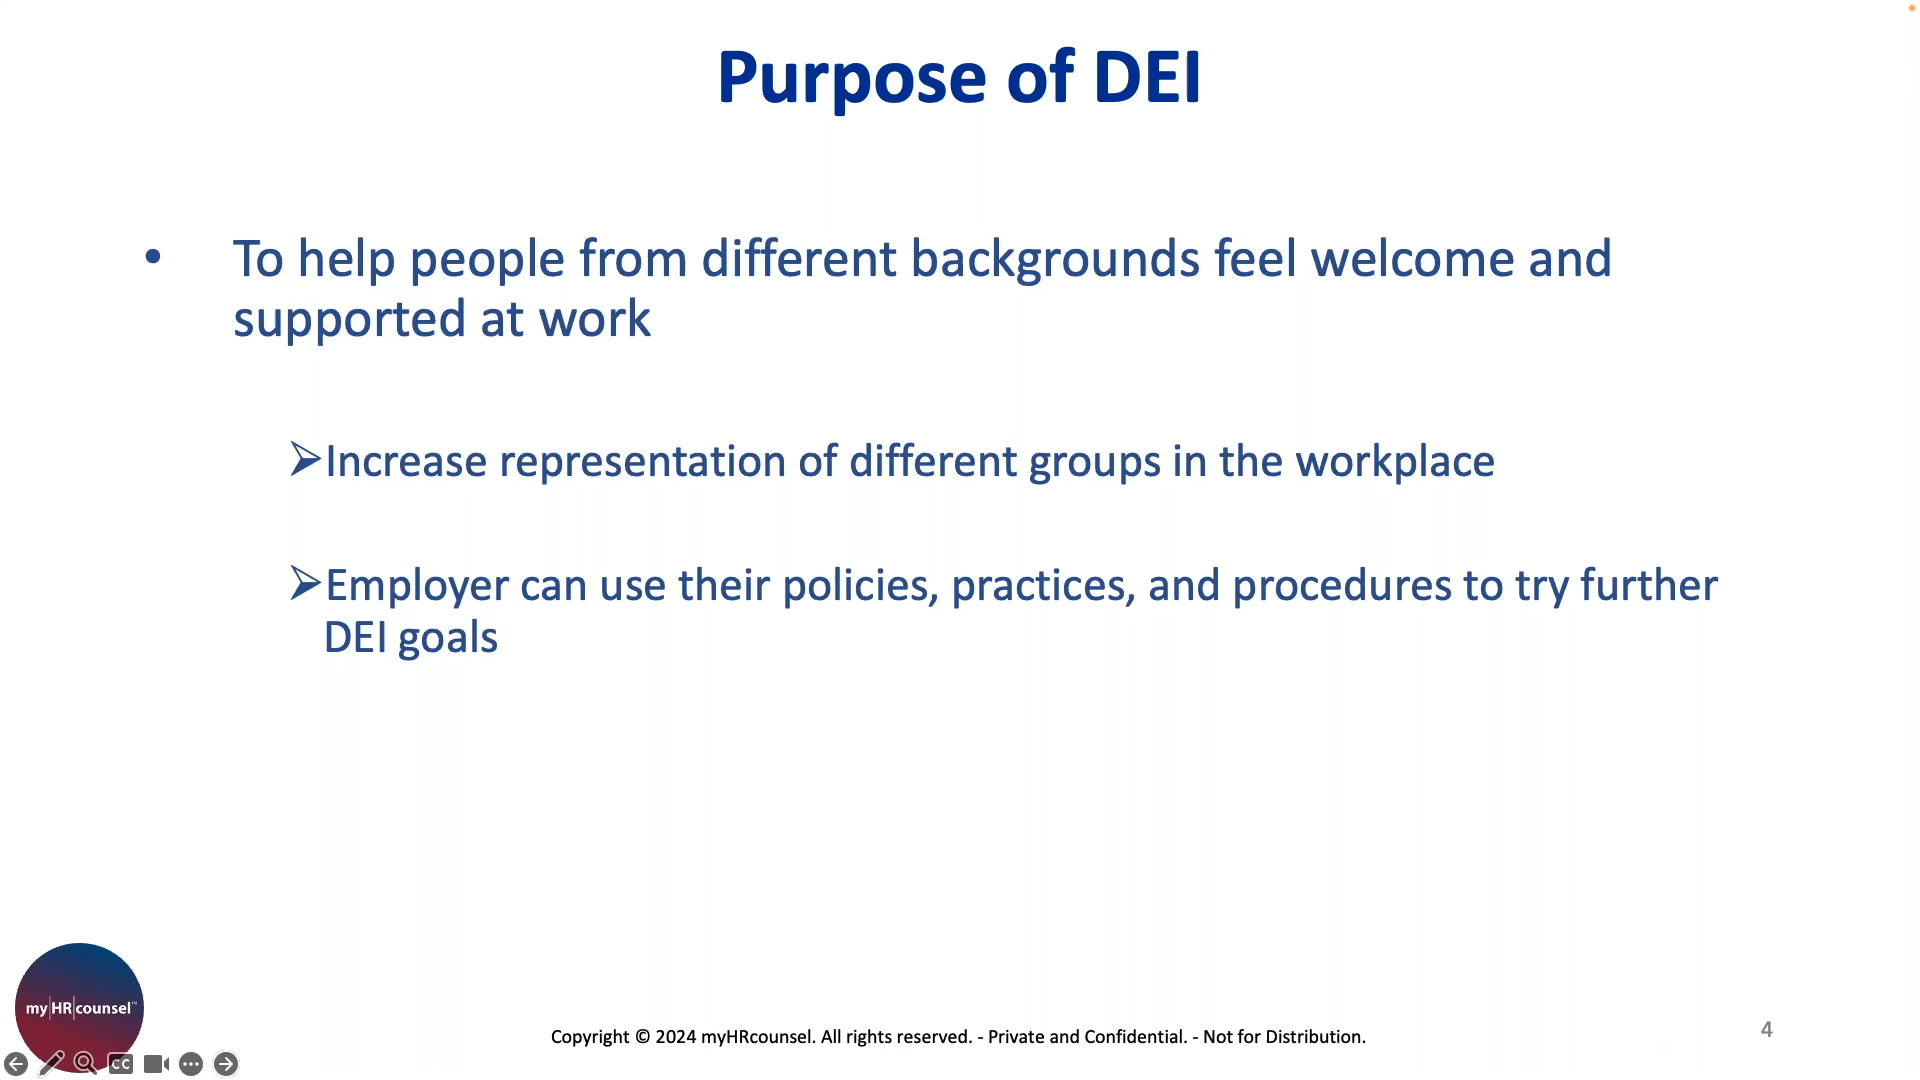 Purpose of DEI
• To help people from different backgrounds feel welcome and
supported at work
➢Increase representation of different groups in the workplace
➢Employer can use their policies, practices, and procedures to try further
DEI goals
my|HR|counsel™
Copyright © 2024 myHRcounsel. All rights reserved. - Private and Confidential. - Not for Distribution.
4
CC